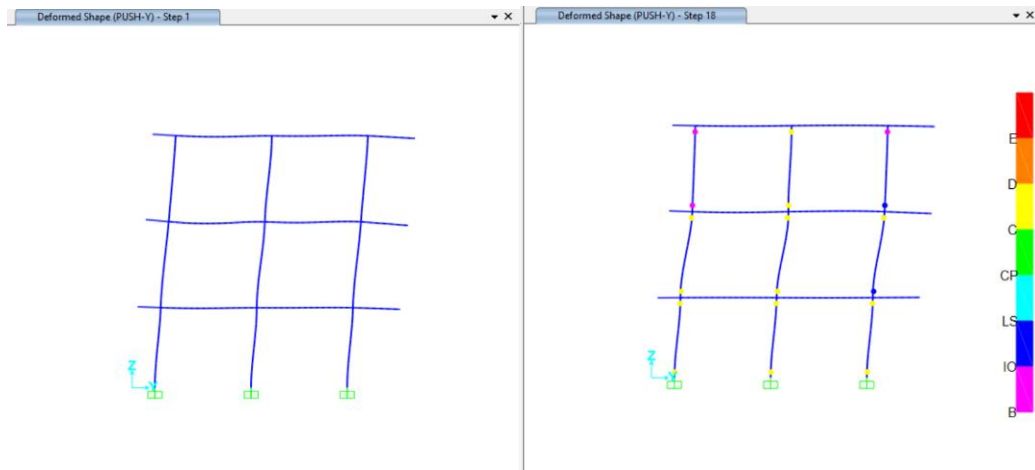 Deformed Shape (PUSH-Y) - Step 1
Z
Y
Deformed Shape (PUSH-Y) - Step 18
Z
Y
E
D
C
CP
LS
IO
B